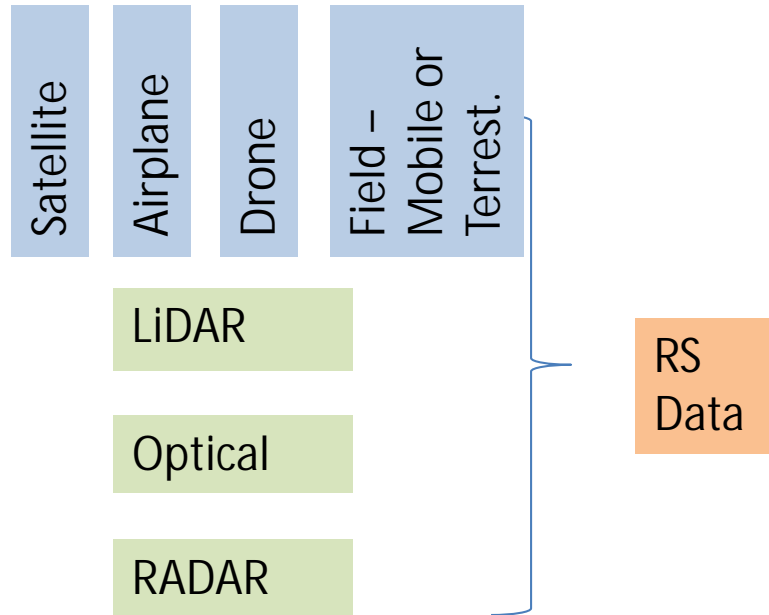 Satellite
Airplane
Drone
Field –
Mobile or
Terrest.
LiDAR
Optical
RADAR
RS
Data